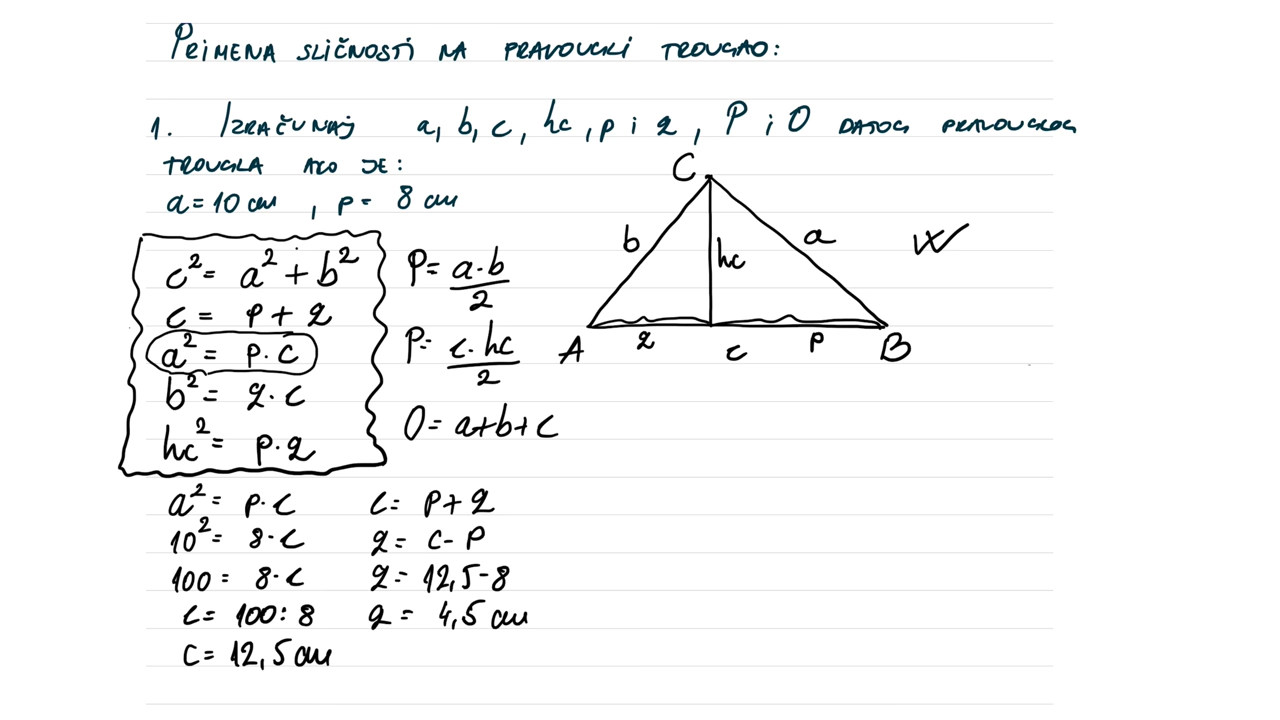 PRIMENA SLIČNOSTI NA PRAVOUGLI TROUGAO:
1. IZRAČUNAJ a, b, c, hc, p i q, P i O DATOG PRAVOUGLOG
TROUGLA AKO JE:
a = 10 cm , p = 8 cm
c² = a² + b²
c = p + q
a² = p · c
b² = q · c
hc² = p · q
P = a · b / 2
P = c · hc / 2
O = a + b + c
C
b
hc
a
A
q
c
p
B
a² = p · c
10² = 8 · c
100 = 8 · c
c = 100 : 8
c = 12,5 cm
c = p + q
q = c - p
q = 12,5 - 8
q = 4,5 cm